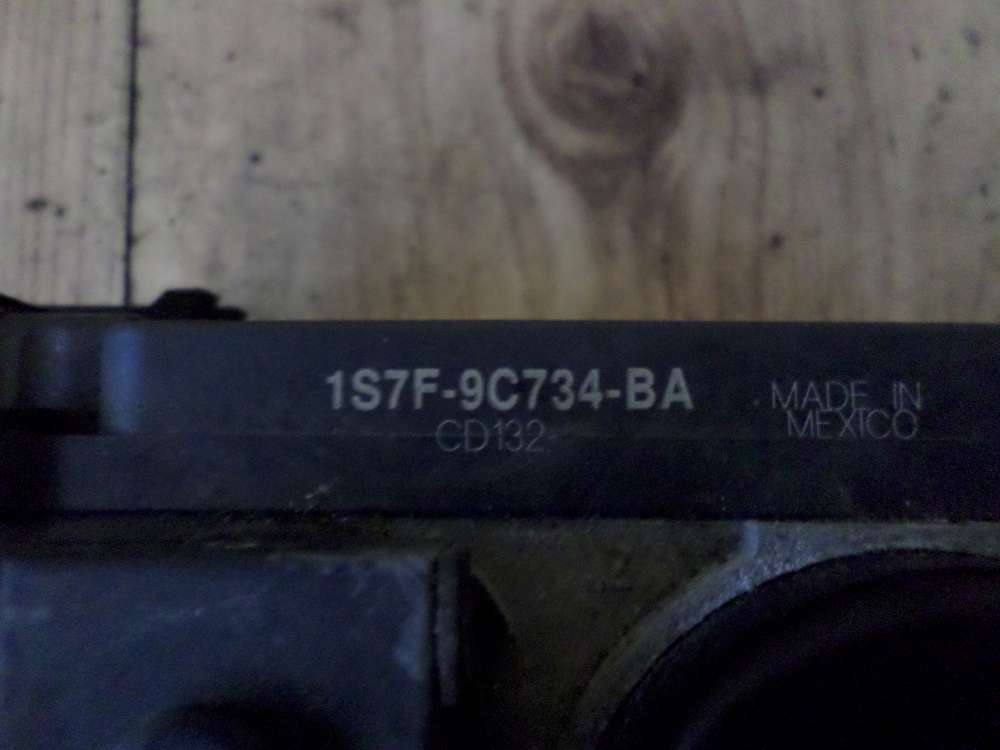 1S7F-9C734-BA
CD132
MADE IN
MEXICO